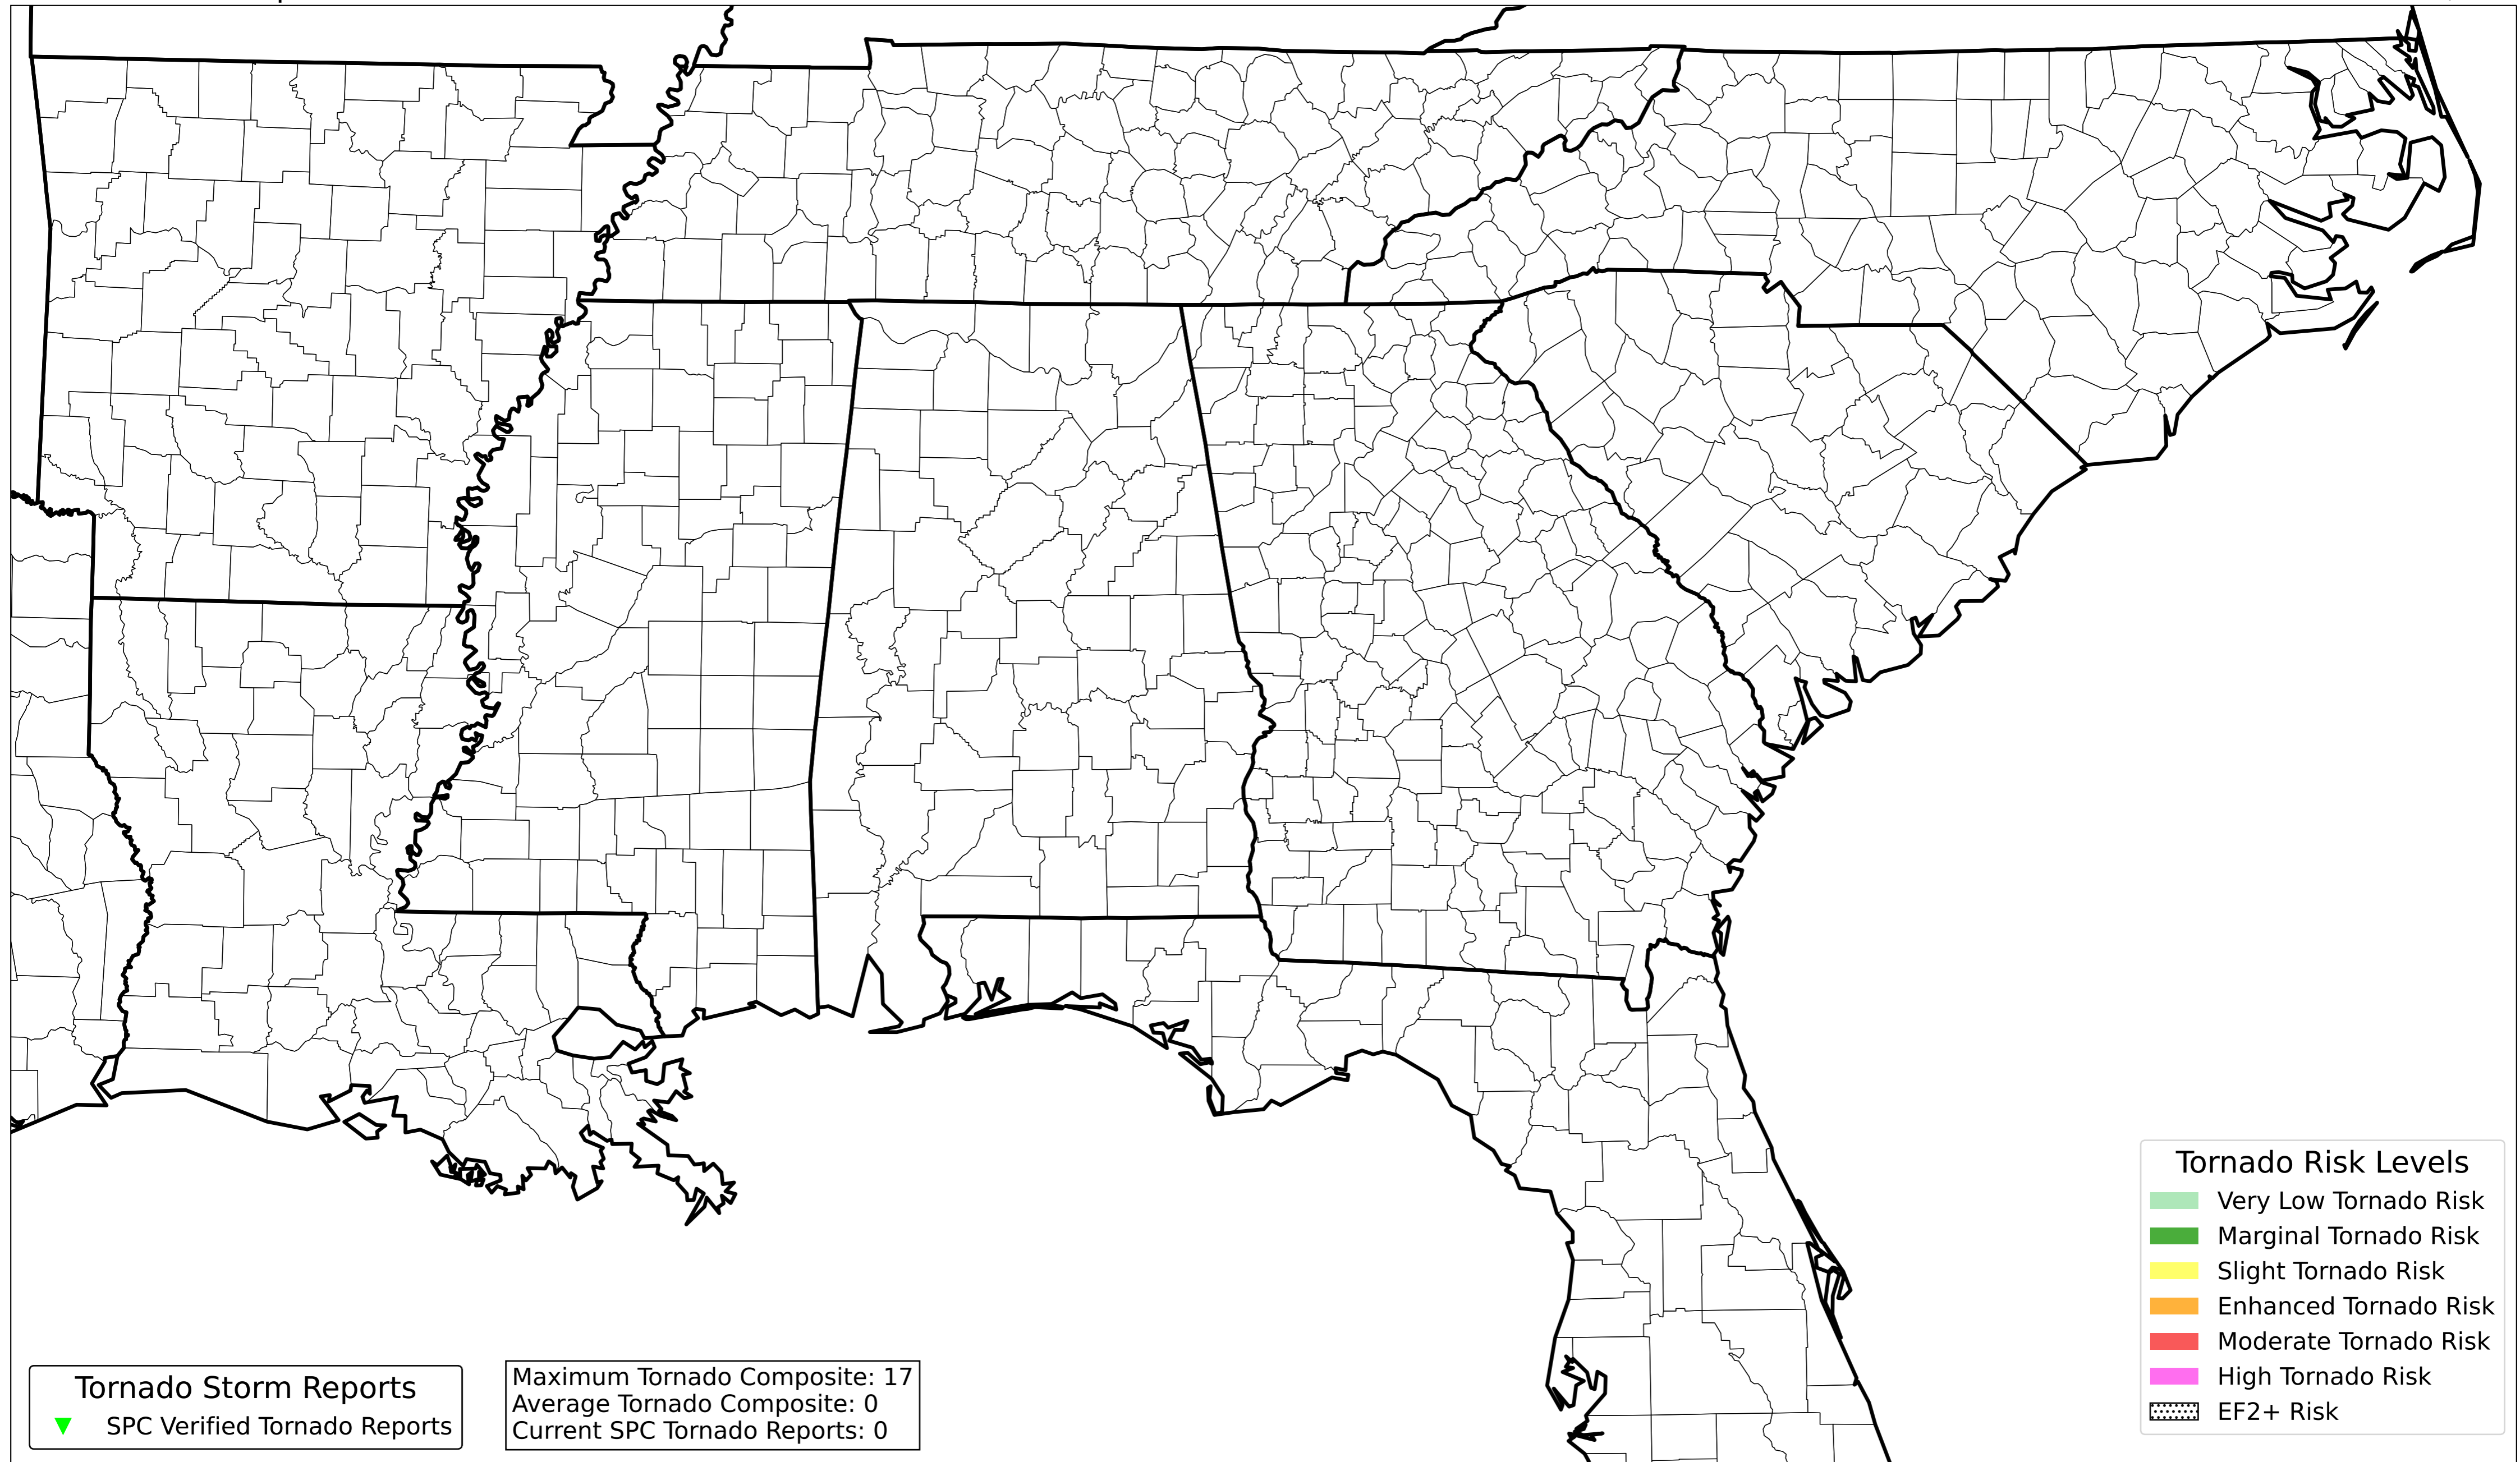 Tornado Risk Levels
Very Low Tornado Risk
Marginal Tornado Risk
Slight Tornado Risk
Enhanced Tornado Risk
Moderate Tornado Risk
High Tornado Risk
EF2+ Risk
Tornado Storm Reports
SPC Verified Tornado Reports
Maximum Tornado Composite: 17
Average Tornado Composite: 0
Current SPC Tornado Reports: 0